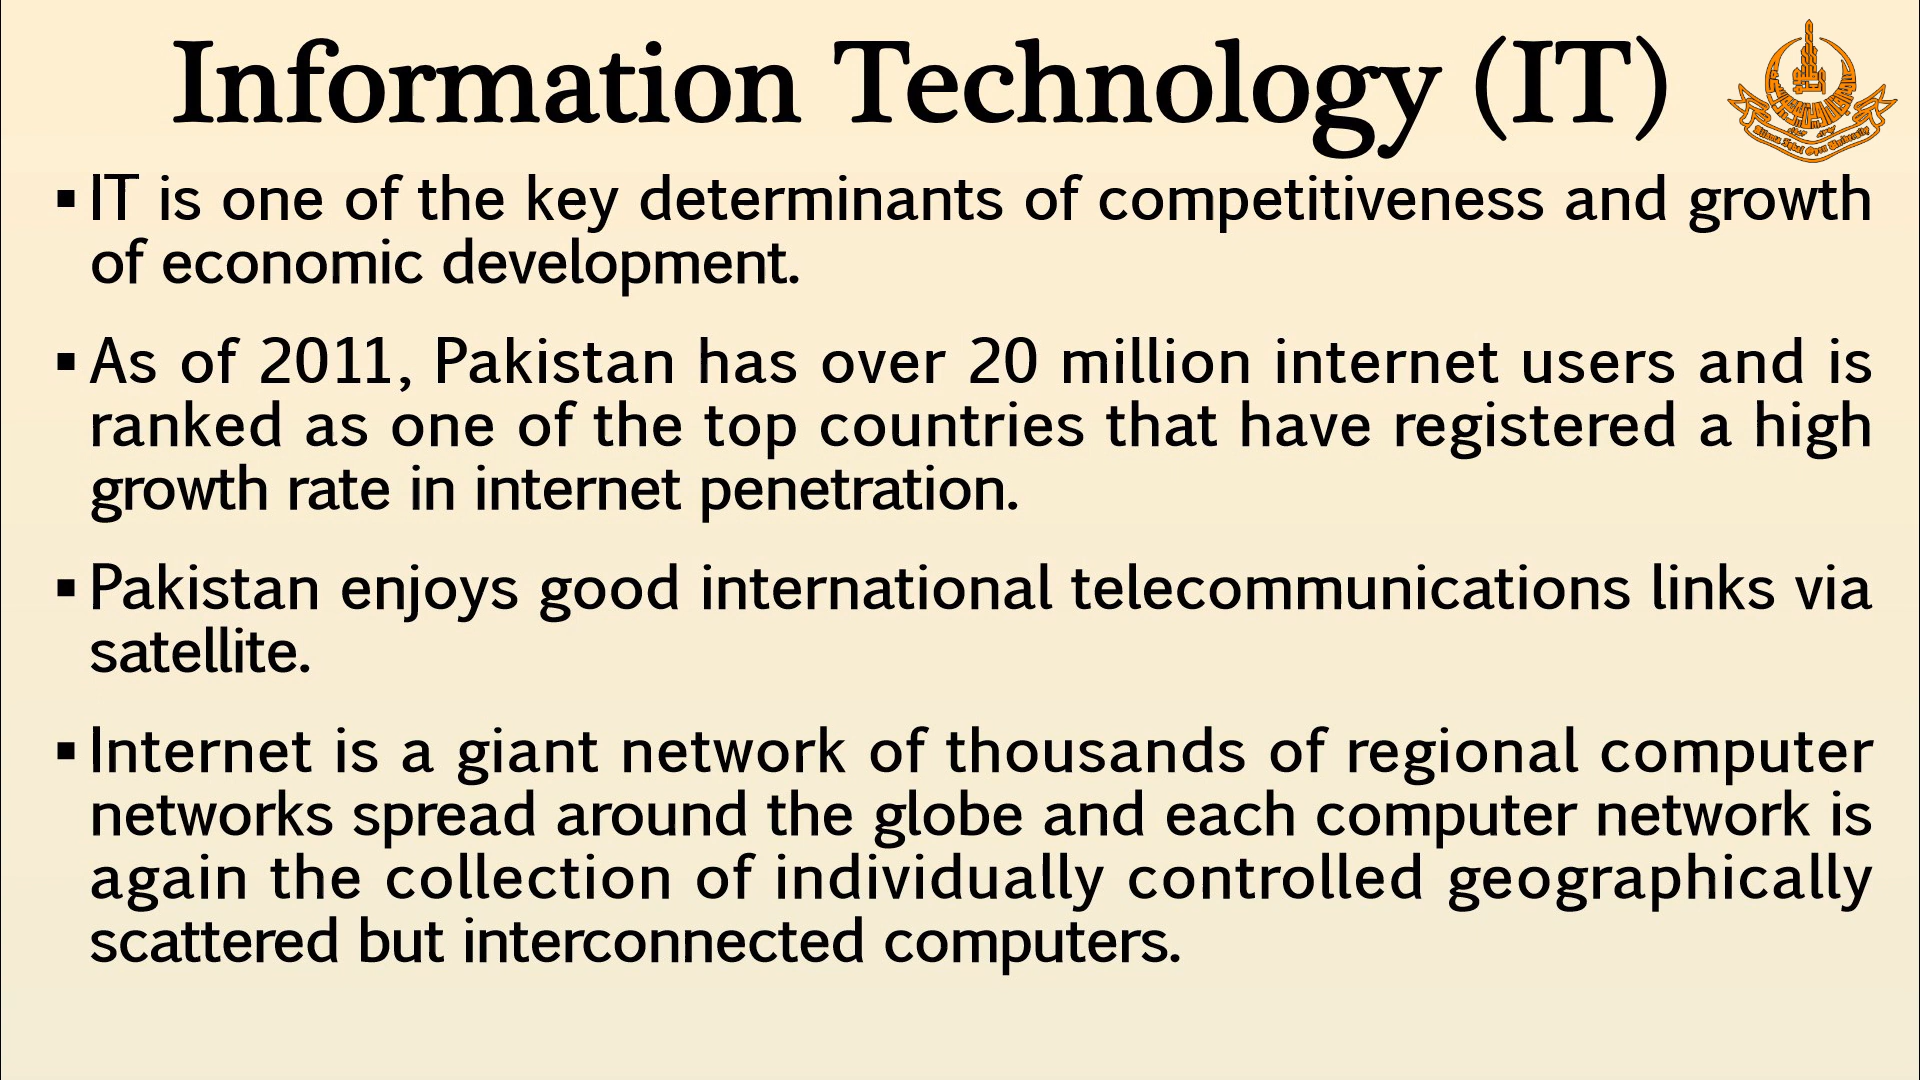 Information Technology (IT)
Allama Iqbal Open University
▪ IT is one of the key determinants of competitiveness and growth
of economic development.
▪ As of 2011, Pakistan has over 20 million internet users and is
ranked as one of the top countries that have registered a high
growth rate in internet penetration.
▪ Pakistan enjoys good international telecommunications links via
satellite.
▪ Internet is a giant network of thousands of regional computer
networks spread around the globe and each computer network is
again the collection of individually controlled geographically
scattered but interconnected computers.